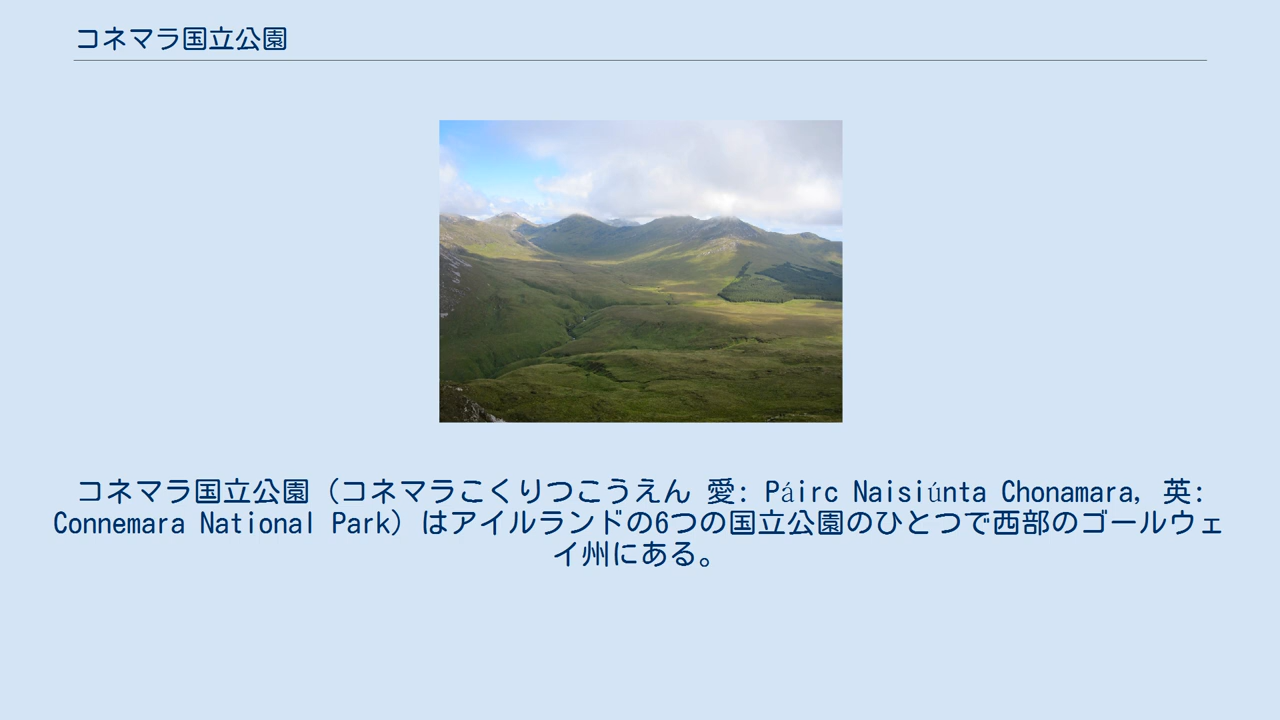 コネマラ国立公園
コネマラ国立公園（コネマラこくりつこうえん 愛: Páirc Naisiúnta Chonamara, 英:
Connemara National Park）はアイルランドの6つの国立公園のひとつで西部のゴールウェ
イ州にある。